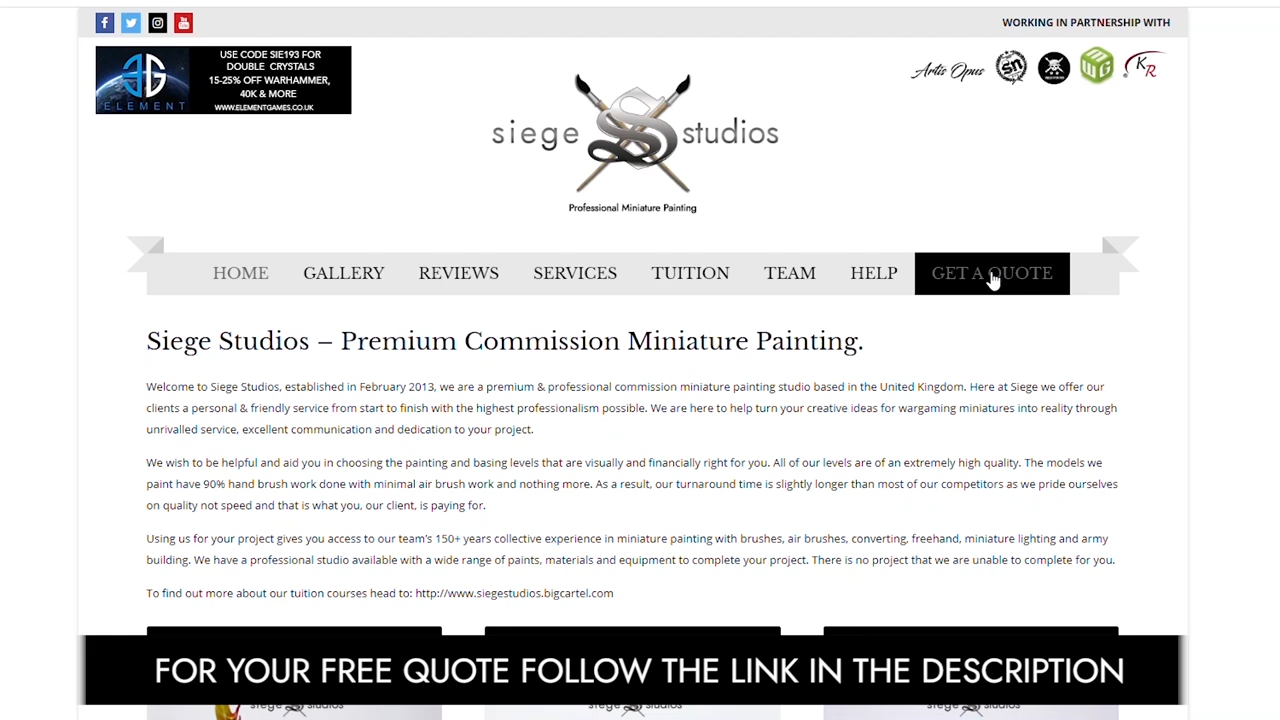 WORKING IN PARTNERSHIP WITH
USE CODE SIE193 FOR
DOUBLE CRYSTALS
15-25% OFF WARHAMMER,
40K & MORE
WWW.ELEMENTGAMES.CO.UK
ELEMENT
Artis Opus
KR
siege S studios
Professional Miniature Painting
HOME GALLERY REVIEWS SERVICES TUITION TEAM HELP GET A QUOTE
Siege Studios – Premium Commission Miniature Painting.
Welcome to Siege Studios, established in February 2013, we are a premium & professional commission miniature painting studio based in the United Kingdom. Here at Siege we offer our
clients a personal & friendly service from start to finish with the highest professionalism possible. We are here to help turn your creative ideas for wargaming miniatures into reality through
unrivalled service, excellent communication and dedication to your project.
We wish to be helpful and aid you in choosing the painting and basing levels that are visually and financially right for you. All of our levels are of an extremely high quality. The models we
paint have 90% hand brush work done with minimal air brush work and nothing more. As a result, our turnaround time is slightly longer than most of our competitors as we pride ourselves
on quality not speed and that is what you, our client, is paying for.
Using us for your project gives you access to our team's 150+ years collective experience in miniature painting with brushes, air brushes, converting, freehand, miniature lighting and army
building. We have a professional studio available with a wide range of paints, materials and equipment to complete your project. There is no project that we are unable to complete for you.
To find out more about our tuition courses head to: http://www.siegestudios.bigcartel.com
FOR YOUR FREE QUOTE FOLLOW THE LINK IN THE DESCRIPTION